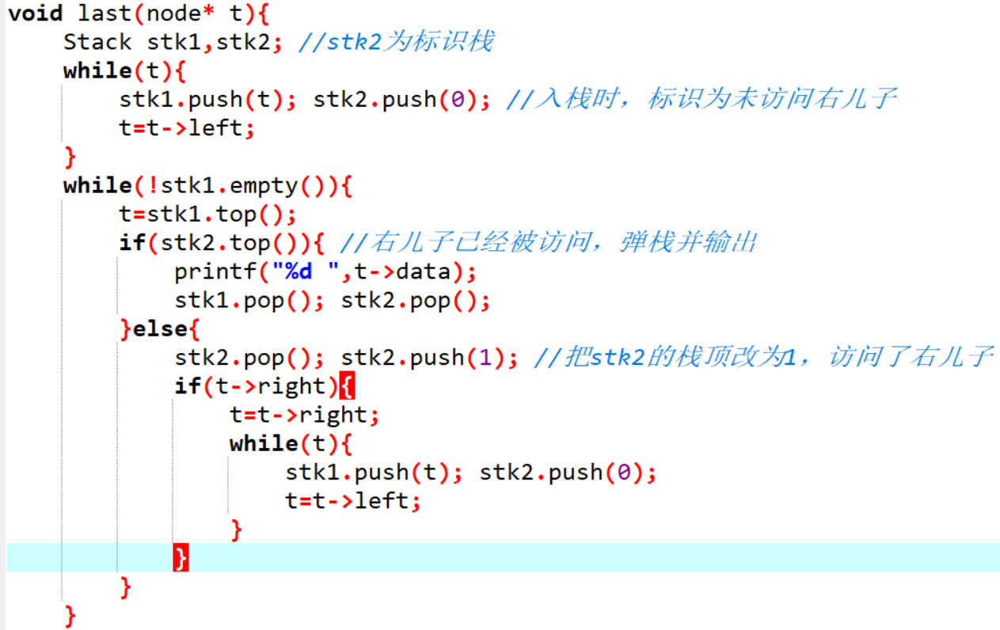 void last(node* t){
    Stack stk1,stk2; //stk2为标识栈
    while(t){
        stk1.push(t); stk2.push(0); //入栈时，标识为未访问右儿子
        t=t->left;
    }
    while(!stk1.empty()){
        t=stk1.top();
        if(stk2.top()){ //右儿子已经被访问，弹栈并输出
            printf("%d ",t->data);
            stk1.pop(); stk2.pop();
        }else{
            stk2.pop(); stk2.push(1); //把stk2的栈顶改为1，访问了右儿子
            if(t->right){
                t=t->right;
                while(t){
                    stk1.push(t); stk2.push(0);
                    t=t->left;
                }
            }
        }
    }